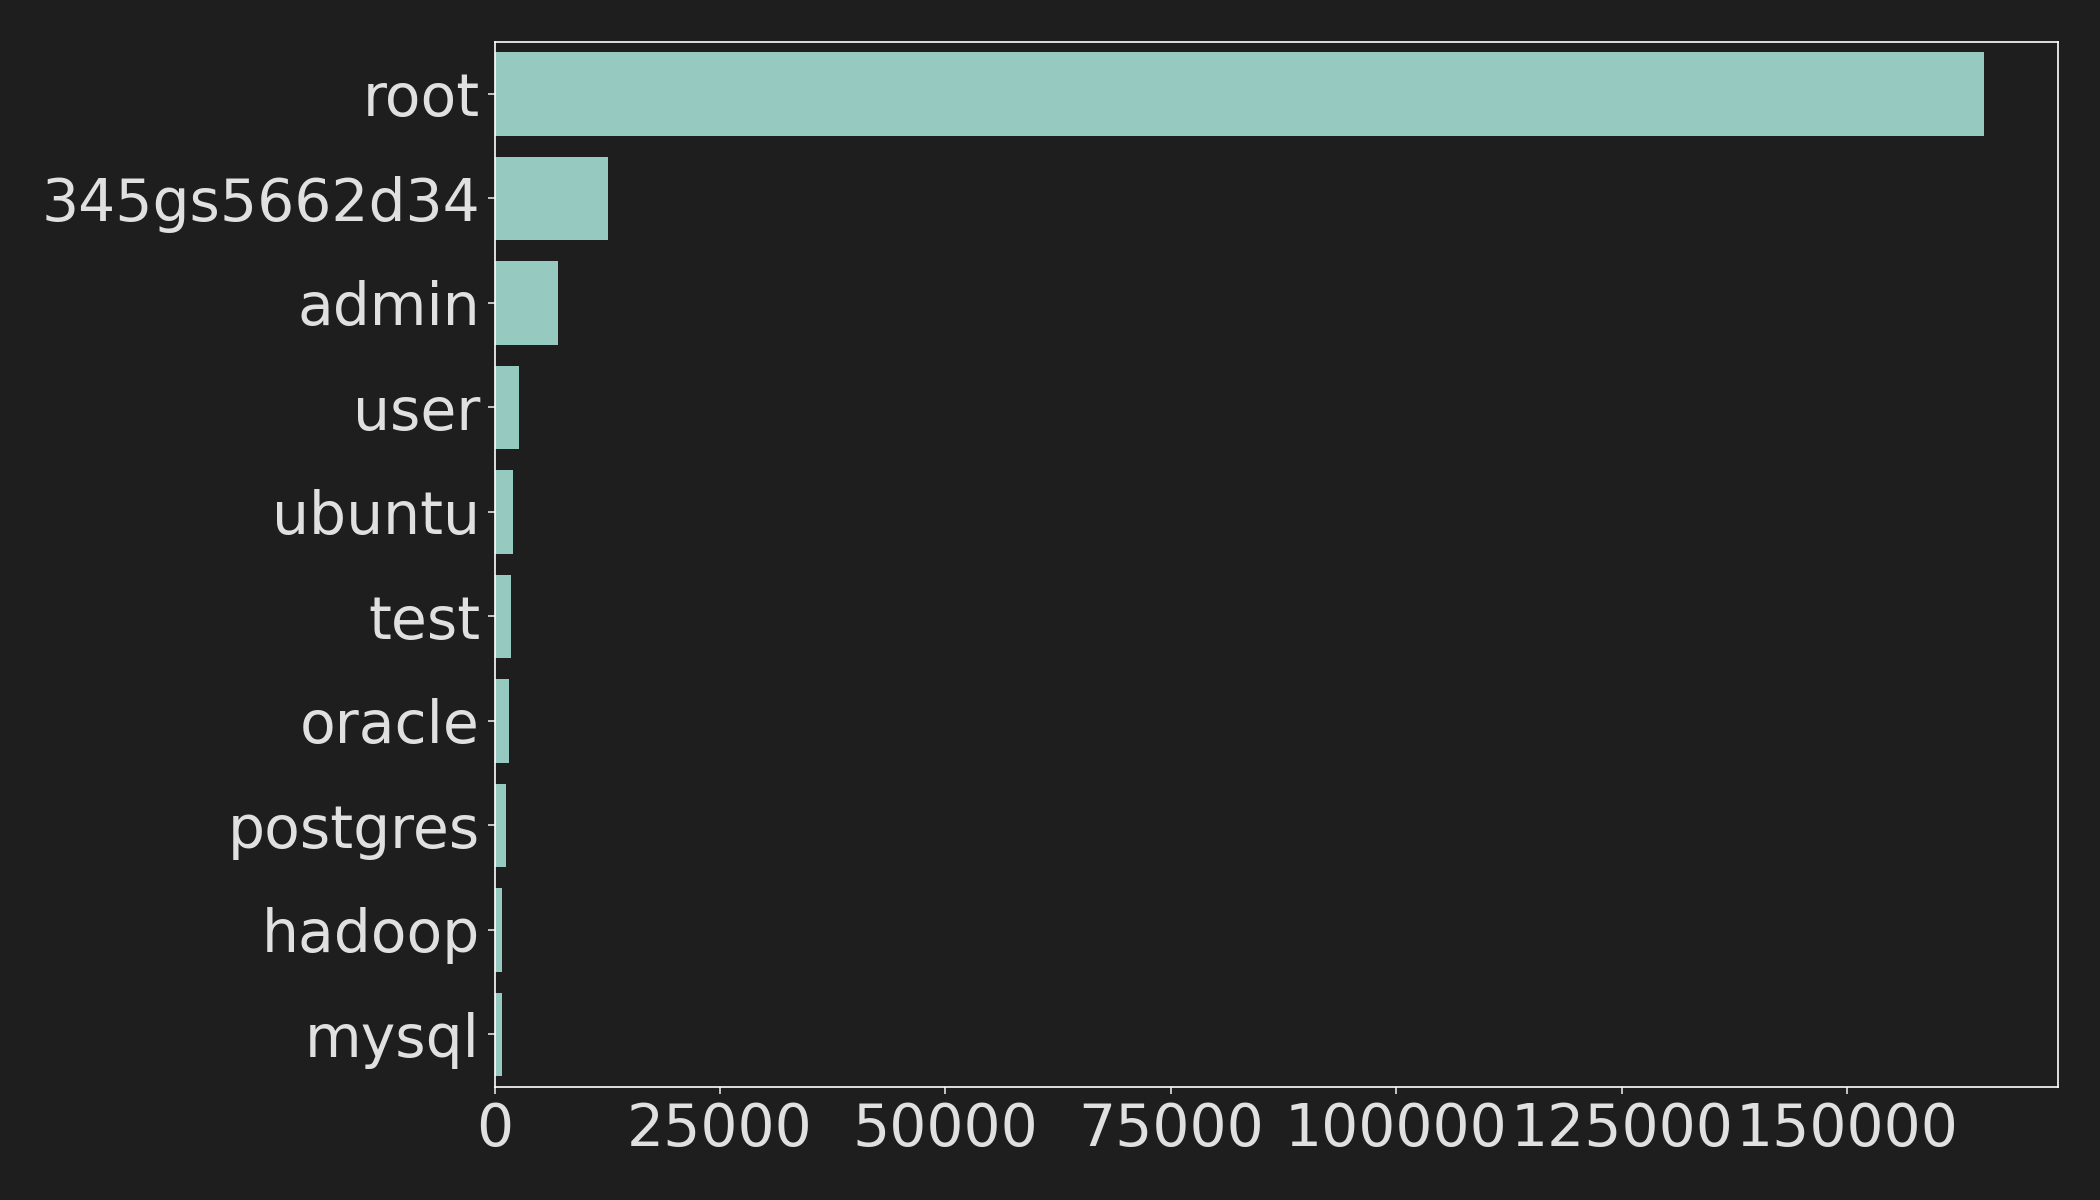 root
345gs5662d34
admin
user
ubuntu
test
oracle
postgres
hadoop
mysql
0 25000 50000 75000 100000 125000 150000